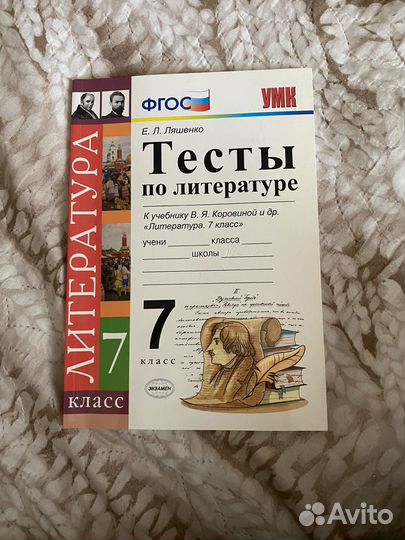 ФГОС
УМК
Е. Л. Ляшенко
Тесты
по литературе
К учебнику В. Я. Коровиной и др.
«Литература. 7 класс»
учени класса
школы
7
КЛАСС
ЭКЗАМЕН
ЛИТЕРАТУРА
7
класс
Avito